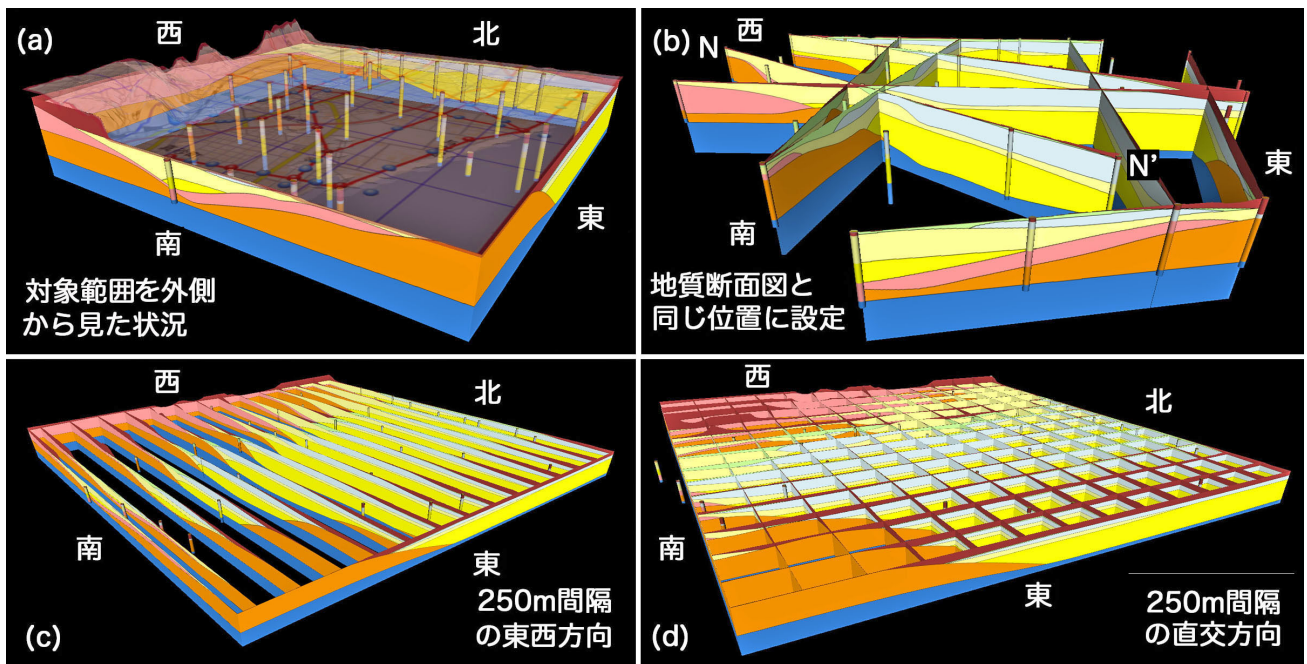 (a)
西
北
南
東
対象範囲を外側
から見た状況
(b)
N
西
N’
東
南
地質断面図と
同じ位置に設定
西
北
南
東
250m間隔
の東西方向
(c)
西
北
南
東
250m間隔
の直交方向
(d)